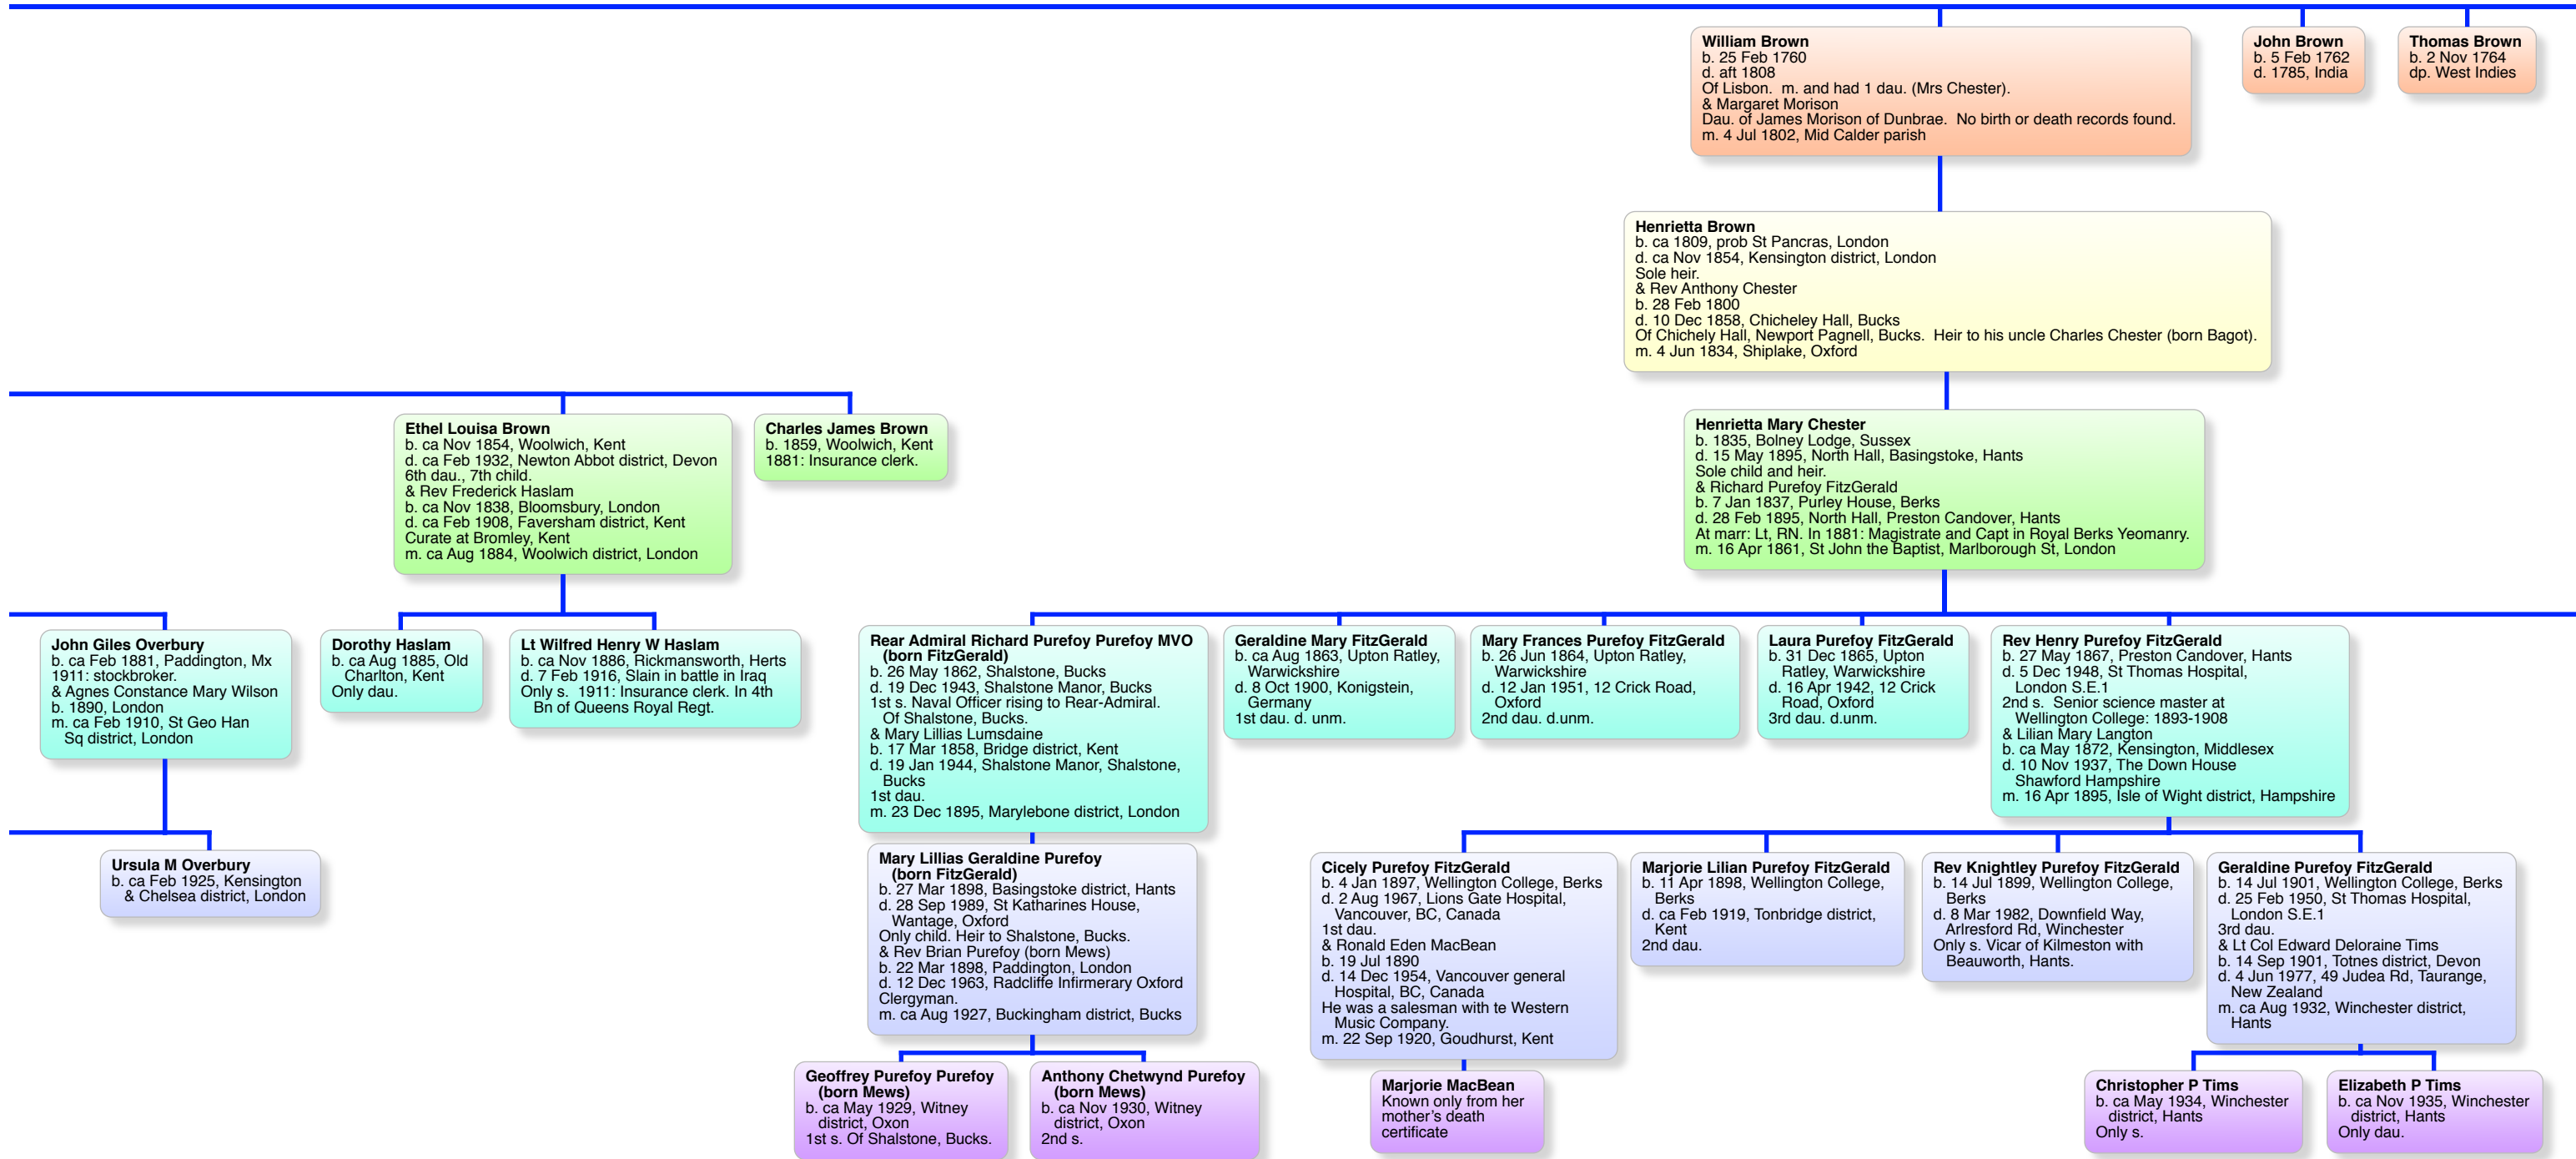 William Brown
b. 25 Feb 1760
d. aft 1808
Of Lisbon.  m. and had 1 dau. (Mrs Chester).
& Margaret Morison
Dau. of James Morison of Dunbrae.  No birth or death records found.
m. 4 Jul 1802, Mid Calder parish
John Brown
b. 5 Feb 1762
d. 1785, India
Thomas Brown
b. 2 Nov 1764
dp. West Indies
Henrietta Brown
b. ca 1809, prob St Pancras, London
d. ca Nov 1854, Kensington district, London
Sole heir.
& Rev Anthony Chester
b. 28 Feb 1800
d. 10 Dec 1858, Chicheley Hall, Bucks
Of Chichely Hall, Newport Pagnell, Bucks.  Heir to his uncle Charles Chester (born Bagot).
m. 4 Jun 1834, Shiplake, Oxford
Ethel Louisa Brown
b. ca Nov 1854, Woolwich, Kent
d. ca Feb 1932, Newton Abbot district, Devon
6th dau., 7th child.
& Rev Frederick Haslam
b. ca Nov 1838, Bloomsbury, London
d. ca Feb 1908, Faversham district, Kent
Curate at Bromley, Kent
m. ca Aug 1884, Woolwich district, London
Charles James Brown
b. 1859, Woolwich, Kent
1881: Insurance clerk.
Henrietta Mary Chester
b. 1835, Bolney Lodge, Sussex
d. 15 May 1895, North Hall, Basingstoke, Hants
Sole child and heir.
& Richard Purefoy FitzGerald
b. 7 Jan 1837, Purley House, Berks
d. 28 Feb 1895, North Hall, Preston Candover, Hants
At marr: Lt, RN. In 1881: Magistrate and Capt in Royal Berks Yeomanry.
m. 16 Apr 1861, St John the Baptist, Marlborough St, London
John Giles Overbury
b. ca Feb 1881, Paddington, Mx
1911: stockbroker.
& Agnes Constance Mary Wilson
b. 1890, London
m. ca Feb 1910, St Geo Han
Sq district, London
Dorothy Haslam
b. ca Aug 1885, Old
Charlton, Kent
Only dau.
Lt Wilfred Henry W Haslam
b. ca Nov 1886, Rickmansworth, Herts
d. 7 Feb 1916, Slain in battle in Iraq
Only s.  1911: Insurance clerk. In 4th
Bn of Queens Royal Regt.
Rear Admiral Richard Purefoy Purefoy MVO
(born FitzGerald)
b. 26 May 1862, Shalstone, Bucks
d. 19 Dec 1943, Shalstone Manor, Bucks
1st s. Naval Officer rising to Rear-Admiral.
Of Shalstone, Bucks.
& Mary Lillias Lumsdaine
b. 17 Mar 1858, Bridge district, Kent
d. 19 Jan 1944, Shalstone Manor, Shalstone,
Bucks
1st dau.
m. 23 Dec 1895, Marylebone district, London
Geraldine Mary FitzGerald
b. ca Aug 1863, Upton Ratley,
Warwickshire
d. 8 Oct 1900, Konigstein,
Germany
1st dau. d. unm.
Mary Frances Purefoy FitzGerald
b. 26 Jun 1864, Upton Ratley,
Warwickshire
d. 12 Jan 1951, 12 Crick Road,
Oxford
2nd dau. d.unm.
Laura Purefoy FitzGerald
b. 31 Dec 1865, Upton
Ratley, Warwickshire
d. 16 Apr 1942, 12 Crick
Road, Oxford
3rd dau. d.unm.
Rev Henry Purefoy FitzGerald
b. 27 May 1867, Preston Candover, Hants
d. 5 Dec 1948, St Thomas Hospital,
London S.E.1
2nd s.  Senior science master at
Wellington College: 1893-1908
& Lilian Mary Langton
b. ca May 1872, Kensington, Middlesex
d. 10 Nov 1937, The Down House
Shawford Hampshire
m. 16 Apr 1895, Isle of Wight district, Hampshire
Ursula M Overbury
b. ca Feb 1925, Kensington
& Chelsea district, London
Mary Lillias Geraldine Purefoy
(born FitzGerald)
b. 27 Mar 1898, Basingstoke district, Hants
d. 28 Sep 1989, St Katharines House,
Wantage, Oxford
Only child. Heir to Shalstone, Bucks.
& Rev Brian Purefoy (born Mews)
b. 22 Mar 1898, Paddington, London
d. 12 Dec 1963, Radcliffe Infirmerary Oxford
Clergyman.
m. ca Aug 1927, Buckingham district, Bucks
Cicely Purefoy FitzGerald
b. 4 Jan 1897, Wellington College, Berks
d. 2 Aug 1967, Lions Gate Hospital,
Vancouver, BC, Canada
1st dau.
& Ronald Eden MacBean
b. 19 Jul 1890
d. 14 Dec 1954, Vancouver general
Hospital, BC, Canada
He was a salesman with te Western
Music Company.
m. 22 Sep 1920, Goudhurst, Kent
Marjorie Lilian Purefoy FitzGerald
b. 11 Apr 1898, Wellington College,
Berks
d. ca Feb 1919, Tonbridge district,
Kent
2nd dau.
Rev Knightley Purefoy FitzGerald
b. 14 Jul 1899, Wellington College,
Berks
d. 8 Mar 1982, Downfield Way,
Arlresford Rd, Winchester
Only s. Vicar of Kilmeston with
Beauworth, Hants.
Geraldine Purefoy FitzGerald
b. 14 Jul 1901, Wellington College, Berks
d. 25 Feb 1950, St Thomas Hospital,
London S.E.1
3rd dau.
& Lt Col Edward Deloraine Tims
b. 14 Sep 1901, Totnes district, Devon
d. 4 Jun 1977, 49 Judea Rd, Taurange,
New Zealand
m. ca Aug 1932, Winchester district,
Hants
Geoffrey Purefoy Purefoy
(born Mews)
b. ca May 1929, Witney
district, Oxon
1st s. Of Shalstone, Bucks.
Anthony Chetwynd Purefoy
(born Mews)
b. ca Nov 1930, Witney
district, Oxon
2nd s.
Marjorie MacBean
Known only from her
mother's death
certificate
Christopher P Tims
b. ca May 1934, Winchester
district, Hants
Only s.
Elizabeth P Tims
b. ca Nov 1935, Winchester
district, Hants
Only dau.